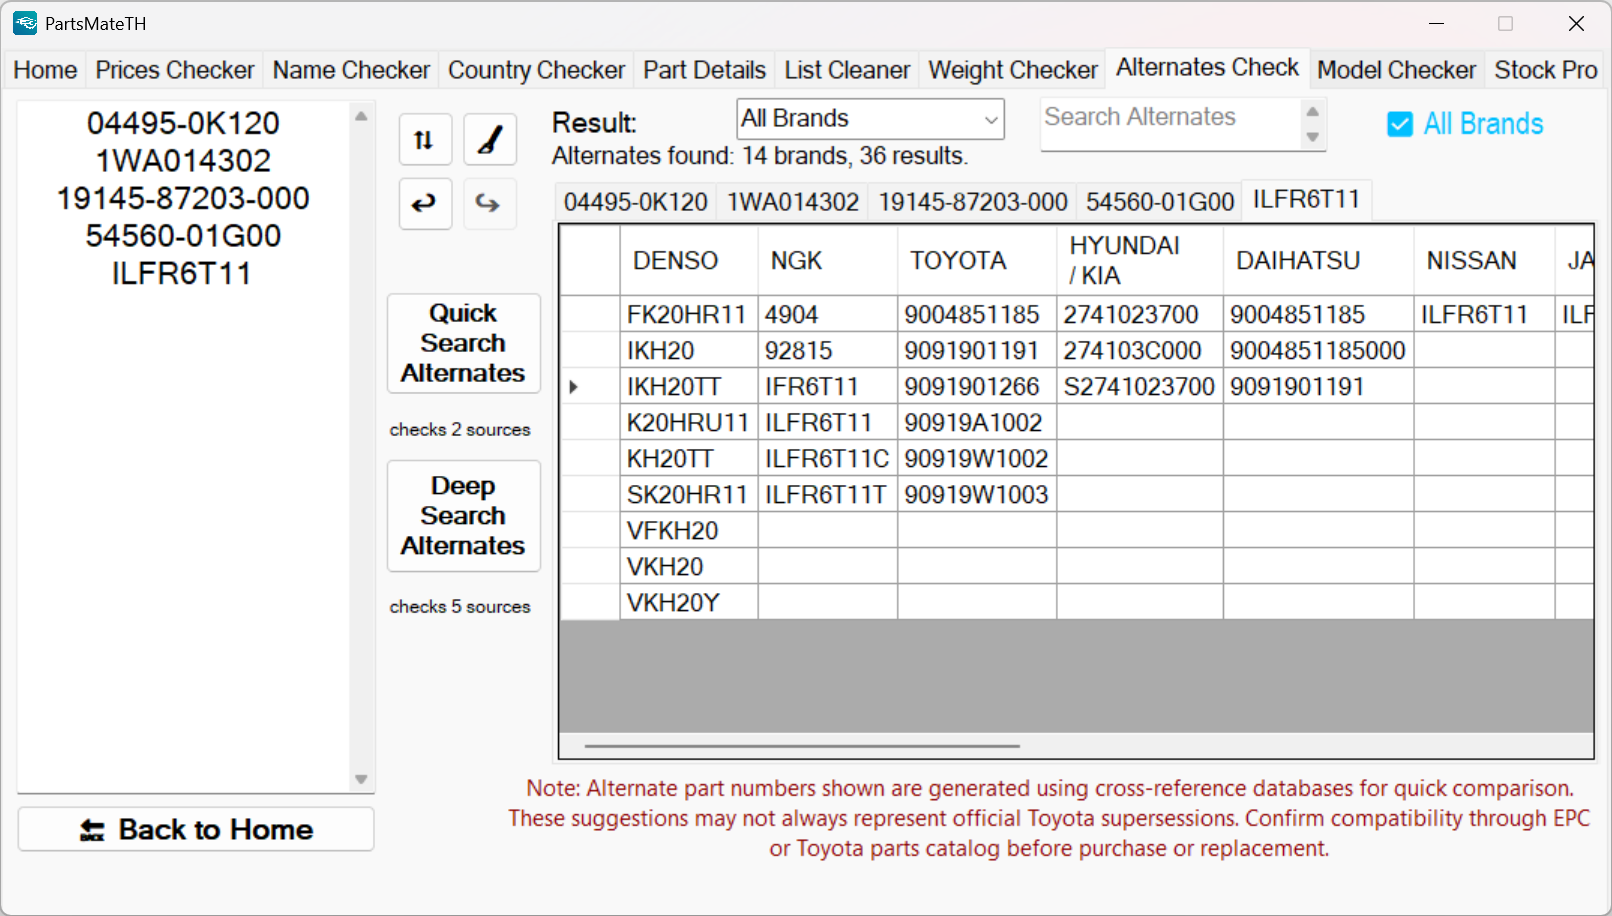 PartsMateTH
Home Prices Checker Name Checker Country Checker Part Details List Cleaner Weight Checker Alternates Check Model Checker Stock Pro
04495-0K120
1WA014302
19145-87203-000
54560-01G00
ILFR6T11
Quick
Search
Alternates
checks 2 sources
Deep
Search
Alternates
checks 5 sources
BACK Back to Home
Result: All Brands Search Alternates All Brands
Alternates found: 14 brands, 36 results.
04495-0K120 1WA014302 19145-87203-000 54560-01G00 ILFR6T11
DENSO NGK TOYOTA HYUNDAI / KIA DAIHATSU NISSAN JA
FK20HR11 4904 9004851185 2741023700 9004851185 ILFR6T11 ILF
IKH20 92815 9091901191 274103C000 9004851185000
IKH20TT IFR6T11 9091901266 S2741023700 9091901191
K20HRU11 ILFR6T11 90919A1002
KH20TT ILFR6T11C 90919W1002
SK20HR11 ILFR6T11T 90919W1003
VFKH20
VKH20
VKH20Y
Note: Alternate part numbers shown are generated using cross-reference databases for quick comparison.
These suggestions may not always represent official Toyota supersessions. Confirm compatibility through EPC
or Toyota parts catalog before purchase or replacement.